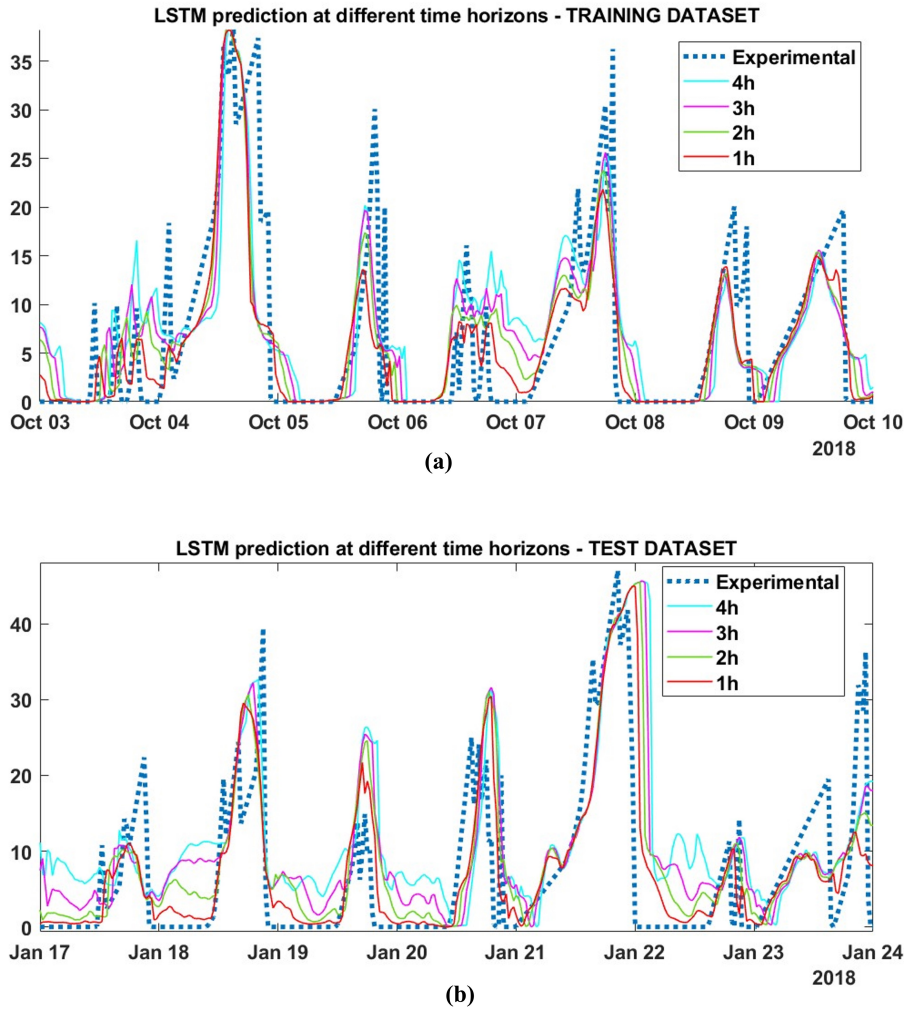 LSTM prediction at different time horizons - TRAINING DATASET
35
30
25
20
15
10
5
0
Experimental
4h
3h
2h
1h
Oct 03 Oct 04 Oct 05 Oct 06 Oct 07 Oct 08 Oct 09 Oct 10
2018
(a)
LSTM prediction at different time horizons - TEST DATASET
40
30
20
10
0
Experimental
4h
3h
2h
1h
Jan 17 Jan 18 Jan 19 Jan 20 Jan 21 Jan 22 Jan 23 Jan 24
2018
(b)